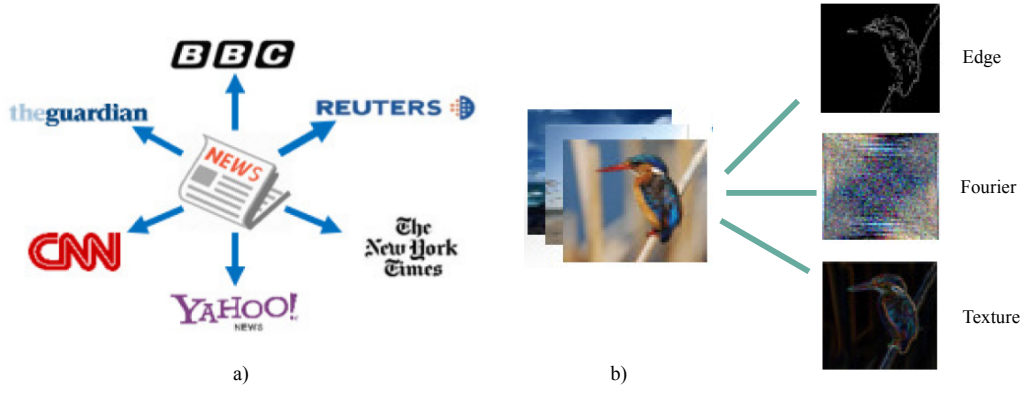 BBC
theguardian
REUTERS
NEWS
CNN
The
New York
Times
YAHOO!
NEWS
a)
Edge
Fourier
Texture
b)